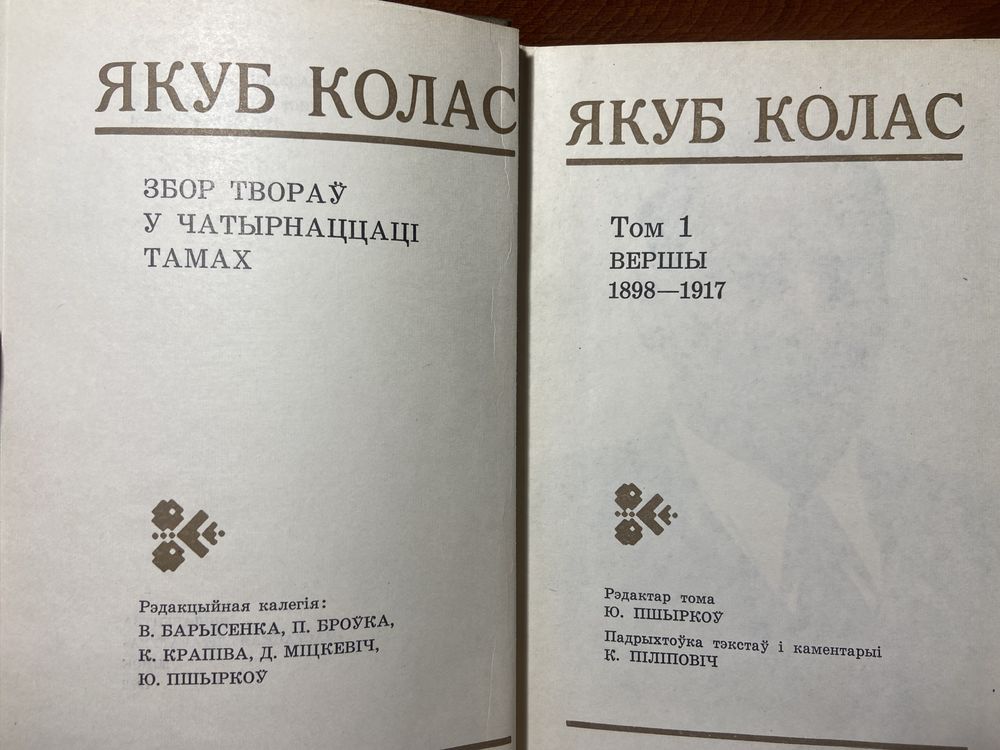 ЯКУБ КОЛАС
ЗБОР ТВОРАЎ
У ЧАТЫРНАЦЦАЦІ
ТАМАХ
Рэдакцыйная калегія:
В. БАРЫСЕНКА, П. БРОЎКА,
К. КРАПІВА, Д. МІЦКЕВІЧ,
Ю. ПШЫРКОЎ
ЯКУБ КОЛАС
Том 1
ВЕРШЫ
1898—1917
Рэдактар тома
Ю. ПШЫРКОЎ
Падрыхтоўка тэкстаў і каментарыі
К. ПІЛІПОВІЧ